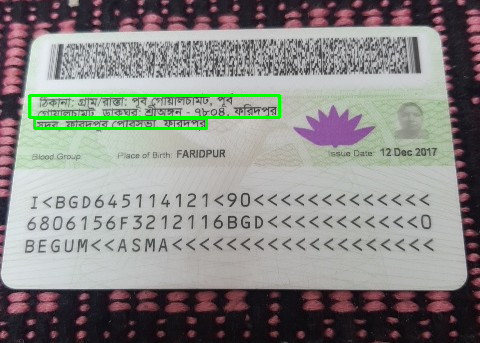 ঠিকানা: গ্রাম/রাস্তা: পূর্ব গোয়ালচামট, পূর্ব
গোয়ালচামট, ডাকঘর: শ্রীঅঙ্গন - ৭৮০৪, ফরিদপুর
সদর, ফরিদপুর পৌরসভা, ফরিদপুর
Blood Group Place of Birth: FARIDPUR Issue Date: 12 Dec 2017
I<BGD645114121<90<<<<<<<<<<<<<
6806156F3212116BGD<<<<<<<<<<<0
BEGUM<<ASMA<<<<<<<<<<<<<<<<<<<